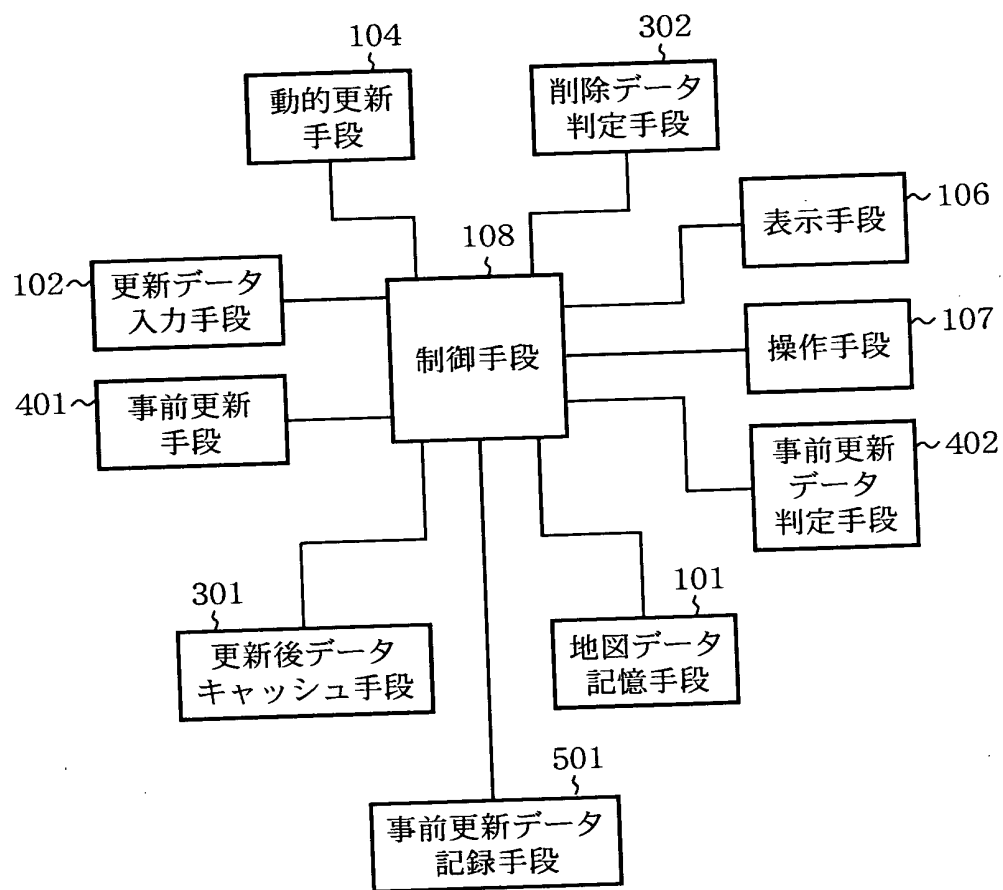 104
動的更新
手段
302
削除データ
判定手段
106
表示手段
108
制御手段
102
更新データ
入力手段
107
操作手段
401
事前更新
手段
402
事前更新
データ
判定手段
301
更新後データ
キャッシュ手段
101
地図データ
記憶手段
501
事前更新データ
記録手段